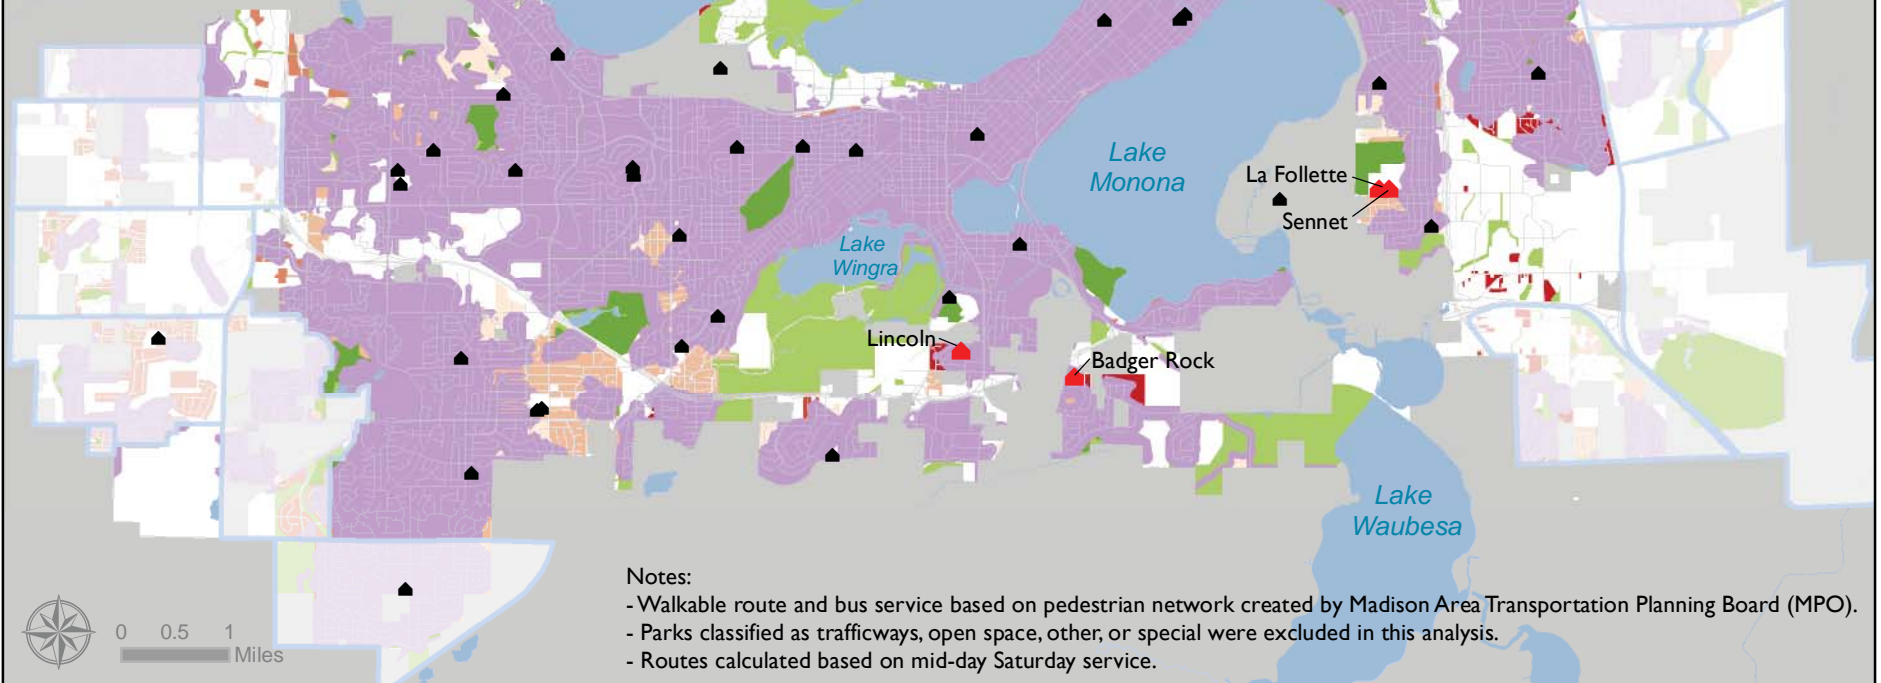 Lake
Monona
La Follette
Sennet
Lake
Wingra
Lincoln
Badger Rock
Lake
Waubesa
Notes:
- Walkable route and bus service based on pedestrian network created by Madison Area Transportation Planning Board (MPO).
- Parks classified as trafficways, open space, other, or special were excluded in this analysis.
- Routes calculated based on mid-day Saturday service.
0 0.5 1
Miles